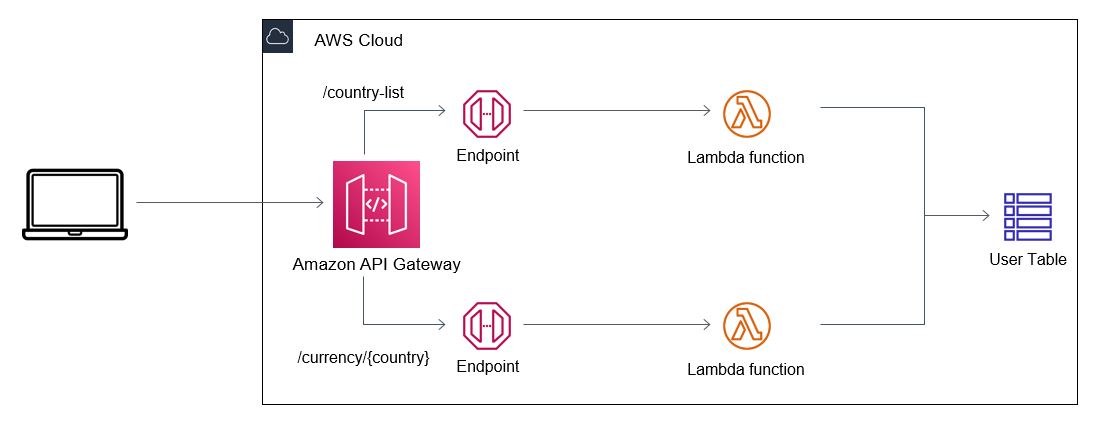 AWS Cloud
/country-list
Endpoint
Lambda function
Amazon API Gateway
User Table
/currency/{country}
Endpoint
Lambda function